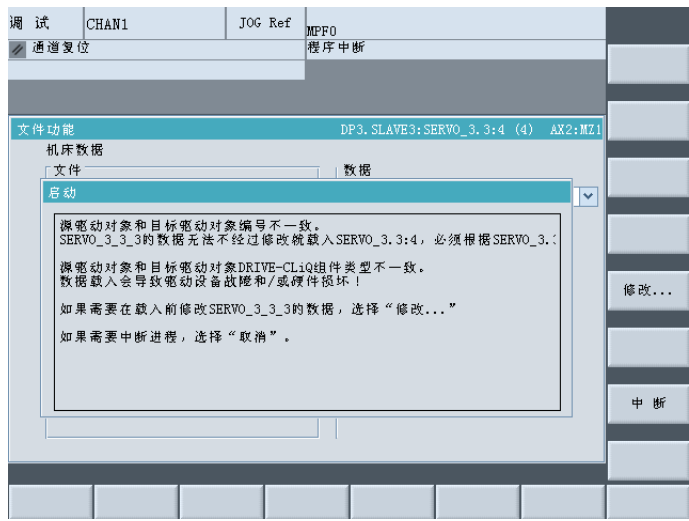 调 试
CHAN1
JOG Ref
MPF0
通道复位
程序中断
文件功能
DP3.SLAVE3:SERVO_3.3:4 (4) AX2:MZ1
机床数据
文件
数据
启动
源驱动对象和目标驱动对象编号不一致。
SERVO_3_3_3的数据无法不经过修改就载入SERVO_3.3:4，必须根据SERVO_3.
源驱动对象和目标驱动对象DRIVE-CLiQ组件类型不一致。
数据载入会导致驱动设备故障和/或硬件损坏！
如果需要在载入前修改SERVO_3_3_3的数据，选择“修改...”
如果需要中断进程，选择“取消”。
修改...
中 断